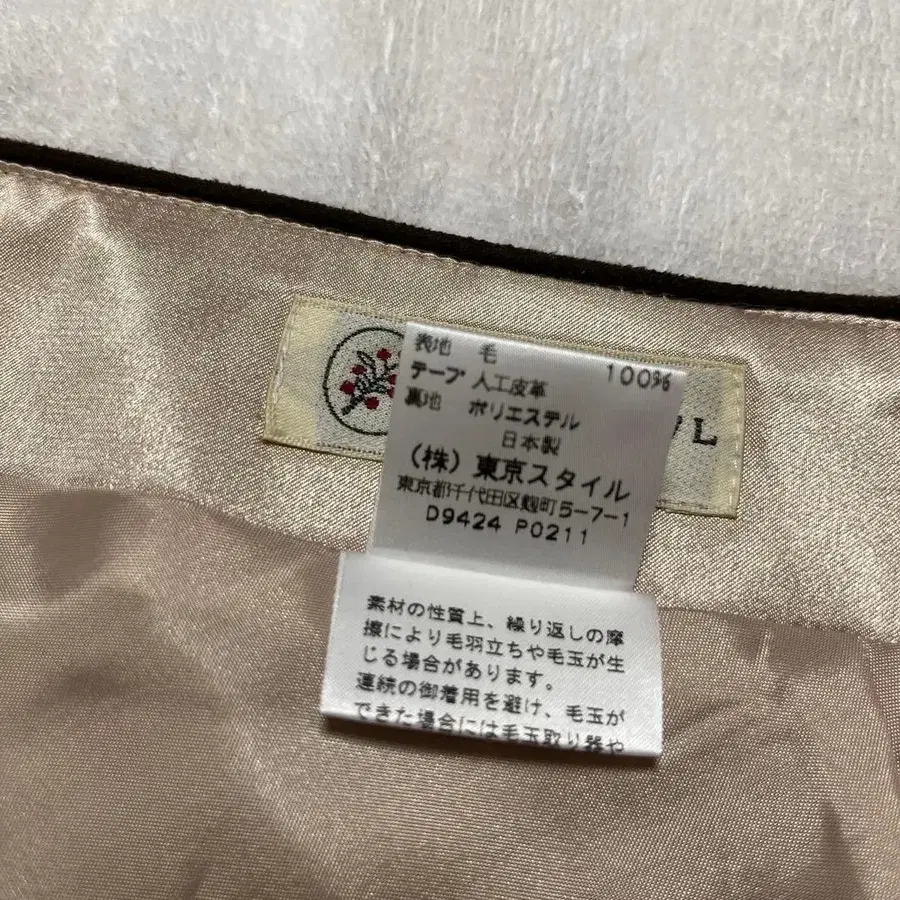 表地 毛 100%
テープ 人工皮革
裏地 ポリエステル
日本製
(株) 東京スタイル
東京都千代田区麹町5-7-1
D9424 P0211
素材の性質上、繰り返しの摩
擦により毛羽立ちや毛玉が生
じる場合があります。
連続の御着用を避け、毛玉が
できた場合には毛玉取り器や
L